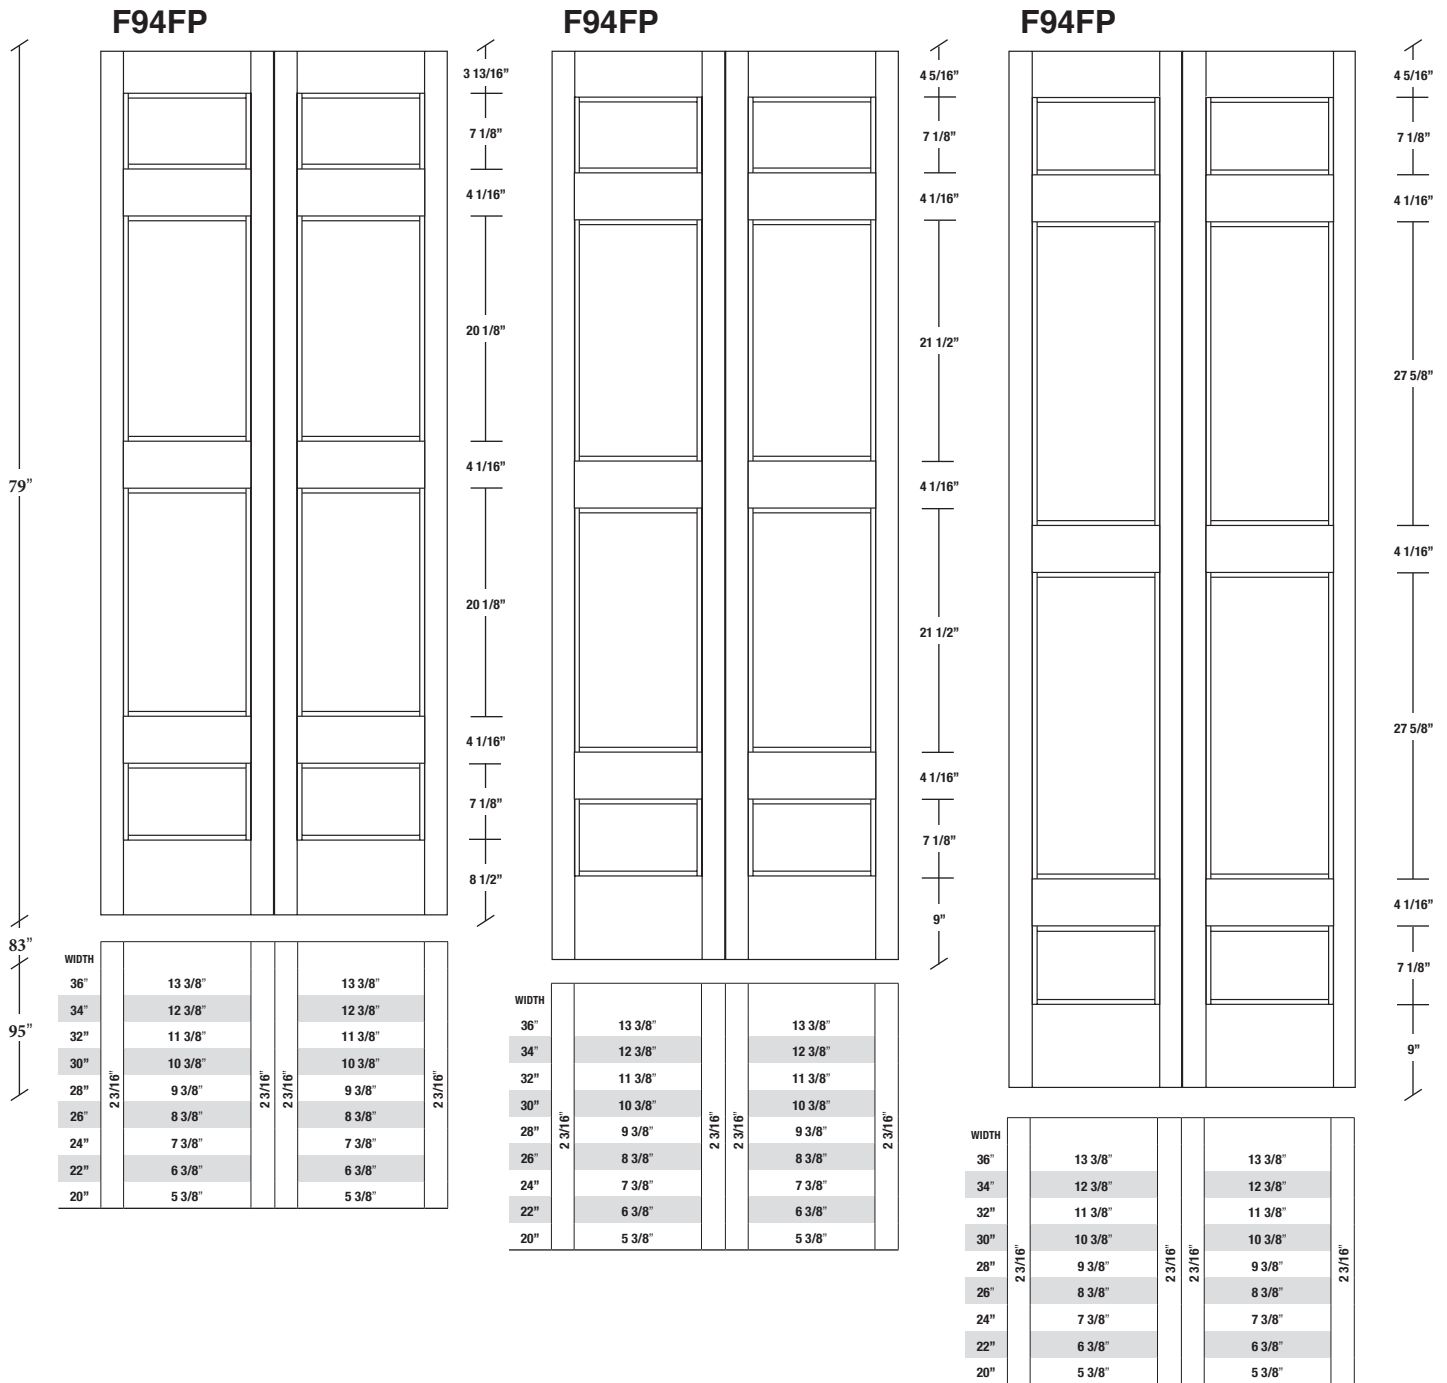 F94FP
3 13/16”
7 1/8”
4 1/16”
20 1/8”
4 1/16”
20 1/8”
4 1/16”
7 1/8”
8 1/2”
79”
83”
95”
WIDTH
36” 13 3/8” 13 3/8”
34” 12 3/8” 12 3/8”
32” 11 3/8” 11 3/8”
30” 10 3/8” 10 3/8”
28” 9 3/8” 9 3/8”
26” 8 3/8” 8 3/8”
24” 7 3/8” 7 3/8”
22” 6 3/8” 6 3/8”
20” 5 3/8” 5 3/8”
2 3/16”
2 3/16”
2 3/16”
2 3/16”
F94FP
4 5/16”
7 1/8”
4 1/16”
21 1/2”
4 1/16”
21 1/2”
4 1/16”
7 1/8”
9”
WIDTH
36” 13 3/8” 13 3/8”
34” 12 3/8” 12 3/8”
32” 11 3/8” 11 3/8”
30” 10 3/8” 10 3/8”
28” 9 3/8” 9 3/8”
26” 8 3/8” 8 3/8”
24” 7 3/8” 7 3/8”
22” 6 3/8” 6 3/8”
20” 5 3/8” 5 3/8”
2 3/16”
2 3/16”
2 3/16”
2 3/16”
F94FP
4 5/16”
7 1/8”
4 1/16”
27 5/8”
4 1/16”
27 5/8”
4 1/16”
7 1/8”
9”
WIDTH
36” 13 3/8” 13 3/8”
34” 12 3/8” 12 3/8”
32” 11 3/8” 11 3/8”
30” 10 3/8” 10 3/8”
28” 9 3/8” 9 3/8”
26” 8 3/8” 8 3/8”
24” 7 3/8” 7 3/8”
22” 6 3/8” 6 3/8”
20” 5 3/8” 5 3/8”
2 3/16”
2 3/16”
2 3/16”
2 3/16”